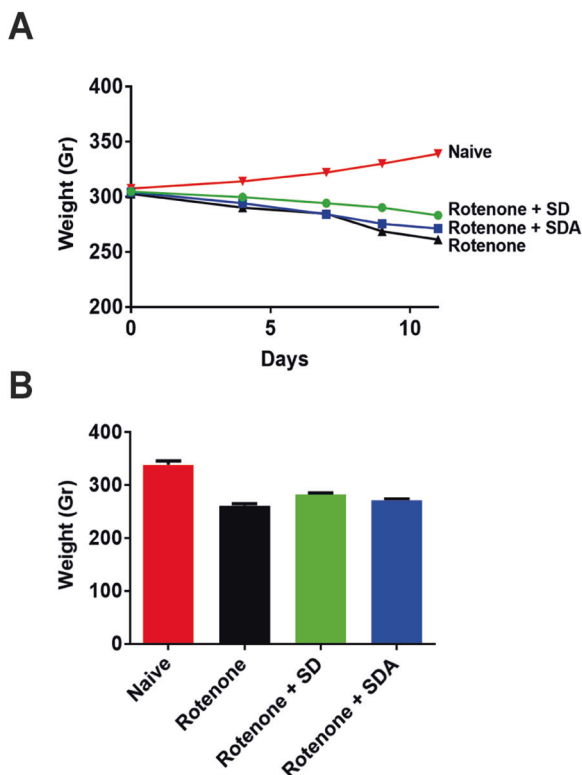 A
400
350
300
250
200
Weight (Gr)
Naive
Rotenone + SD
Rotenone + SDA
Rotenone
0
5
10
Days
B
400
300
200
100
0
Weight (Gr)
Naive
Rotenone
Rotenone + SD
Rotenone + SDA